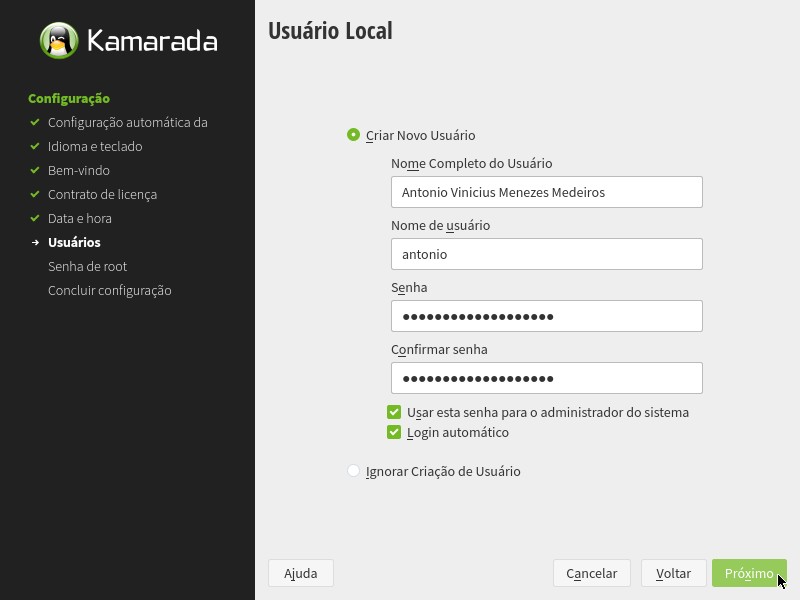 Kamarada
Configuração
Configuração automática da
Idioma e teclado
Bem-vindo
Contrato de licença
Data e hora
Usuários
Senha de root
Concluir configuração
Usuário Local
Criar Novo Usuário
Nome Completo do Usuário
Antonio Vinicius Menezes Medeiros
Nome de usuário
antonio
Senha
●●●●●●●●●●●●●●●●●●●
Confirmar senha
●●●●●●●●●●●●●●●●●●●
Usar esta senha para o administrador do sistema
Login automático
Ignorar Criação de Usuário
Ajuda Cancelar Voltar Próximo